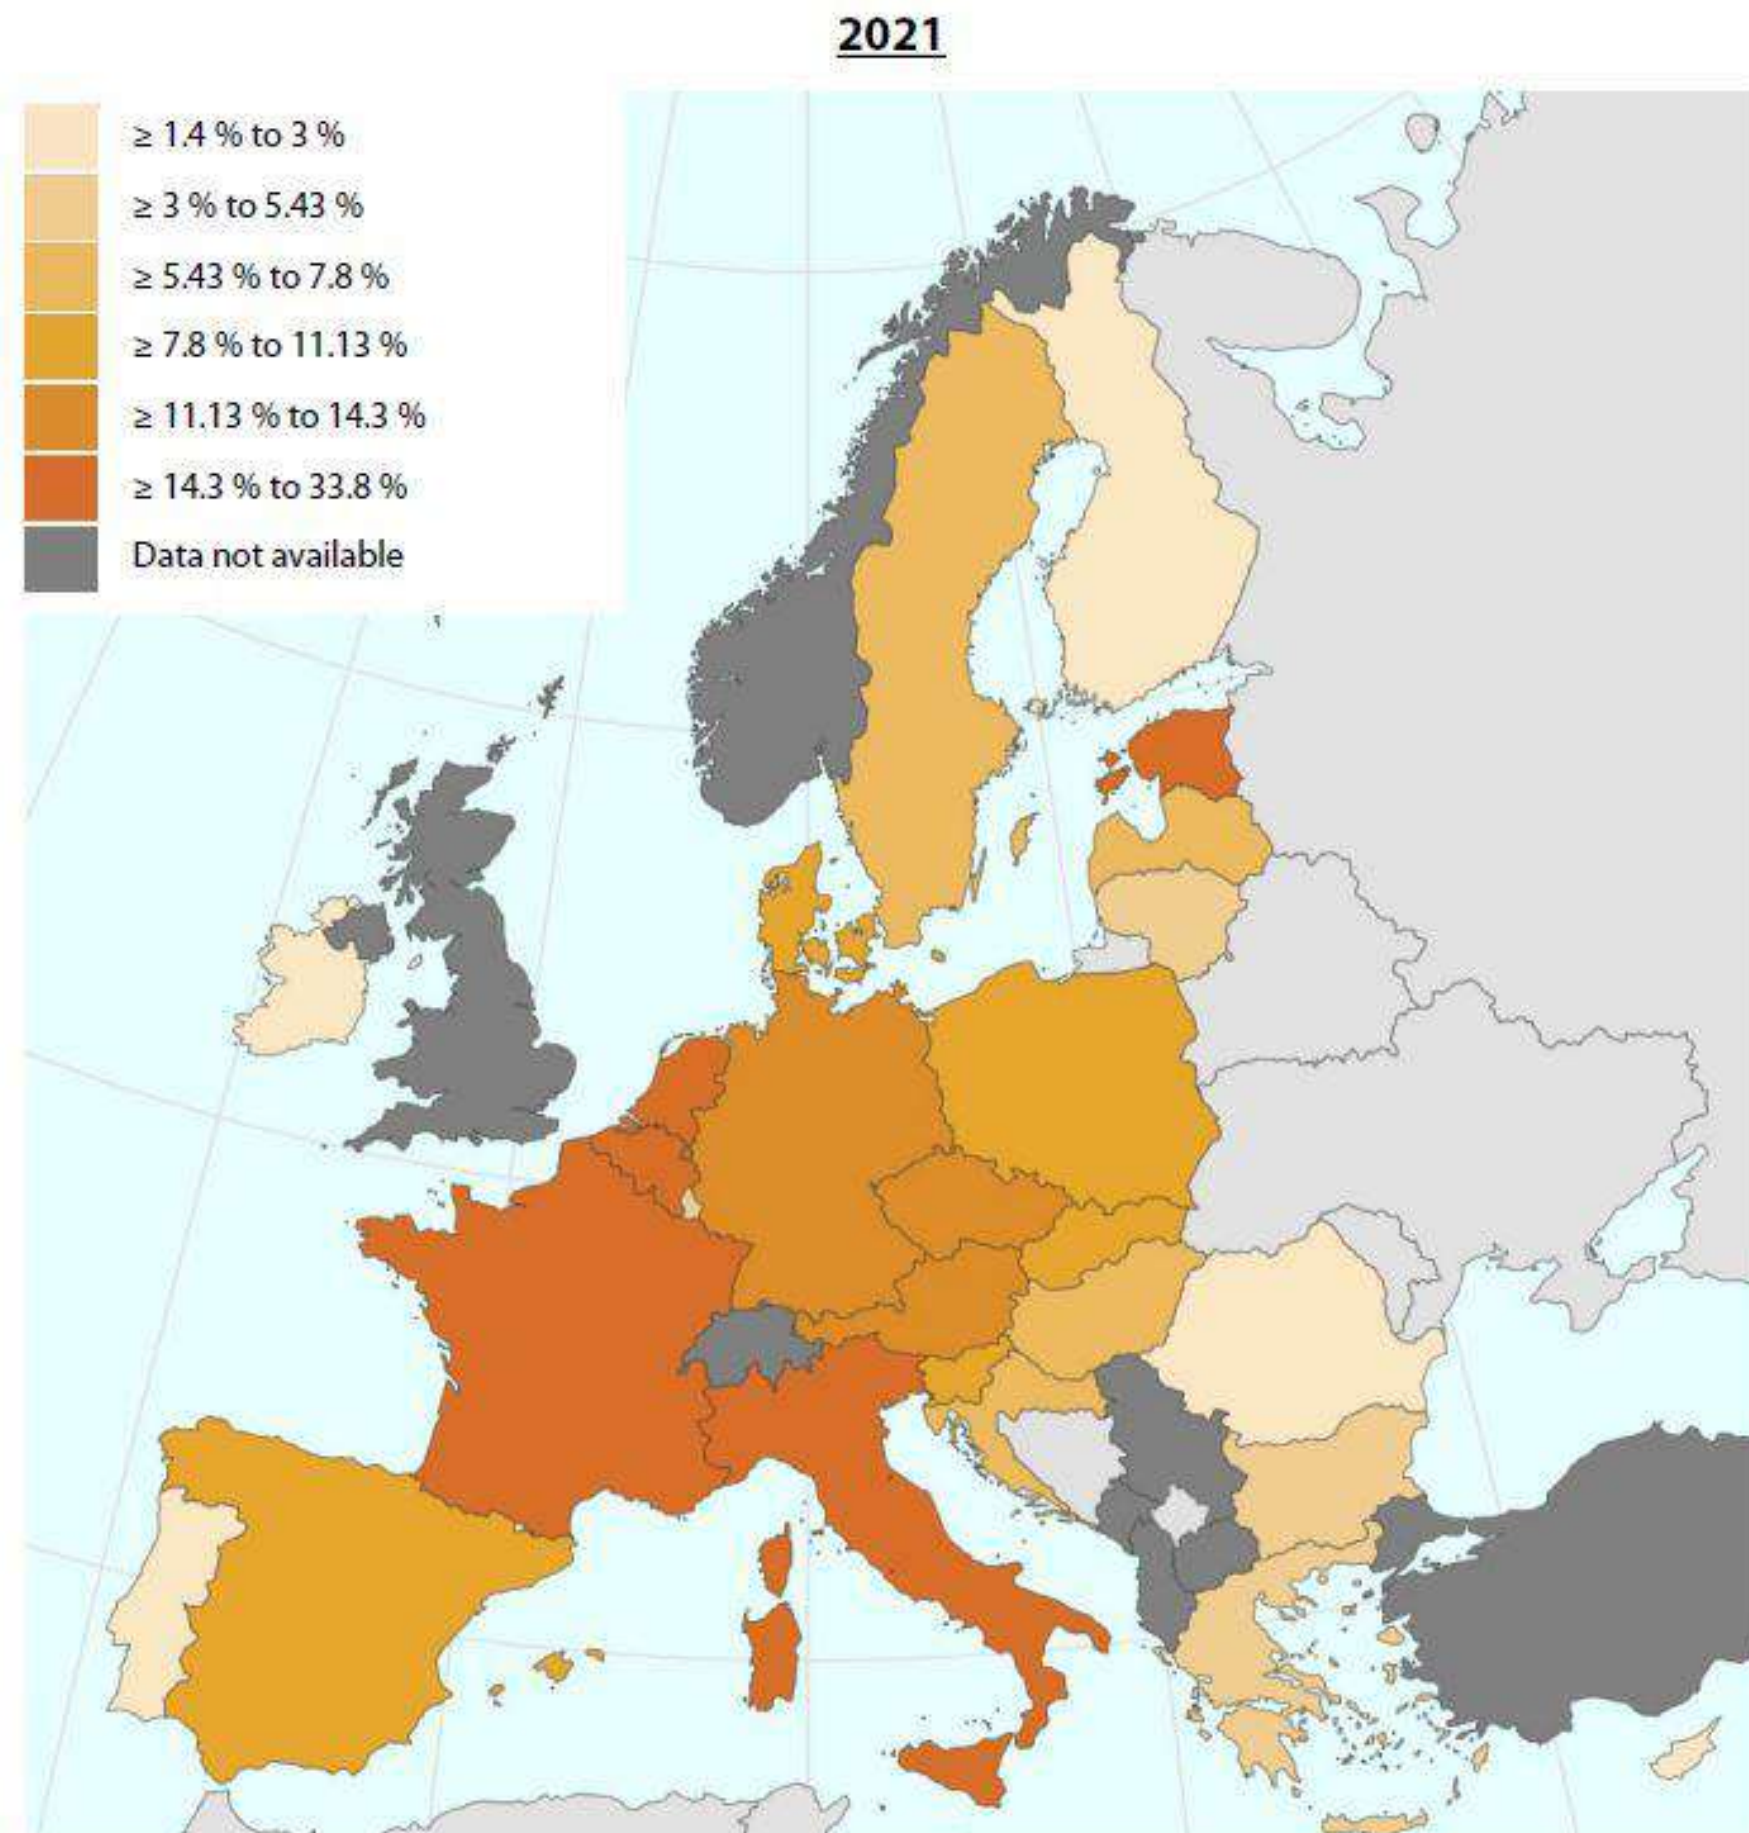 2021
≥ 1.4 % to 3 %
≥ 3 % to 5.43 %
≥ 5.43 % to 7.8 %
≥ 7.8 % to 11.13 %
≥ 11.13 % to 14.3 %
≥ 14.3 % to 33.8 %
Data not available